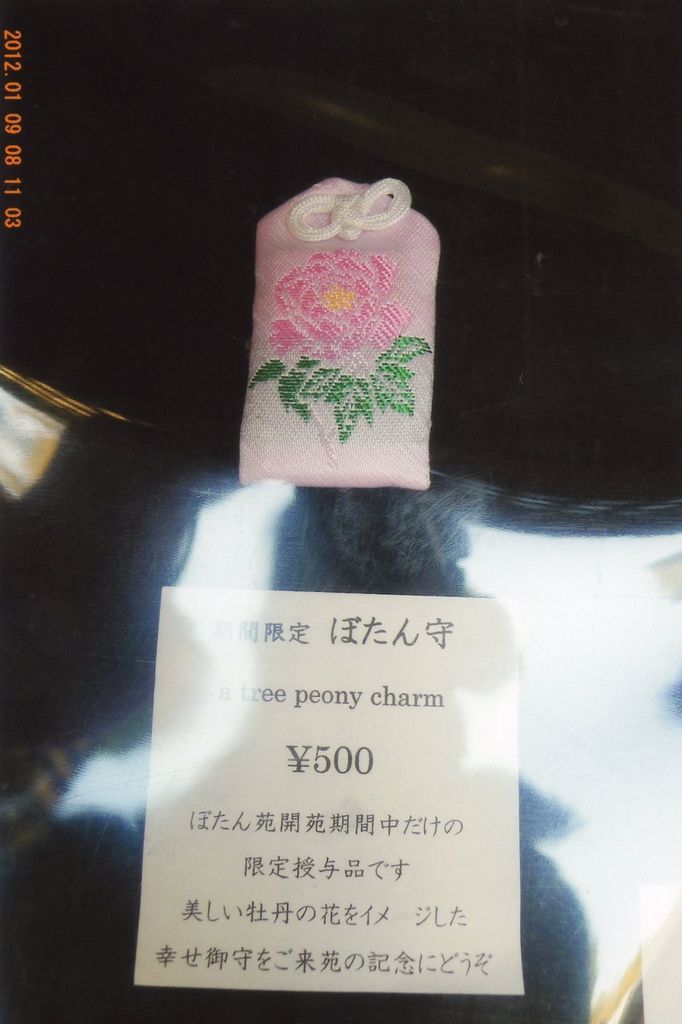 2012.01 09 08 11 03
期間限定 ぼたん守
a tree peony charm
¥500
ぼたん苑開苑期間中だけの
限定授与品です
美しい牡丹の花をイメージした
幸せ御守をご来苑の記念にどうぞ